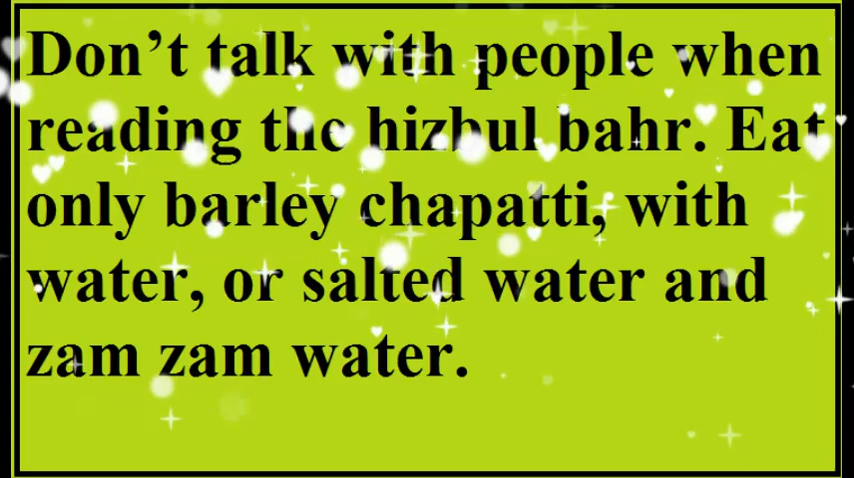 Don’t talk with people when
reading the hizbul bahr. Eat
only barley chapatti, with
water, or salted water and
zam zam water.